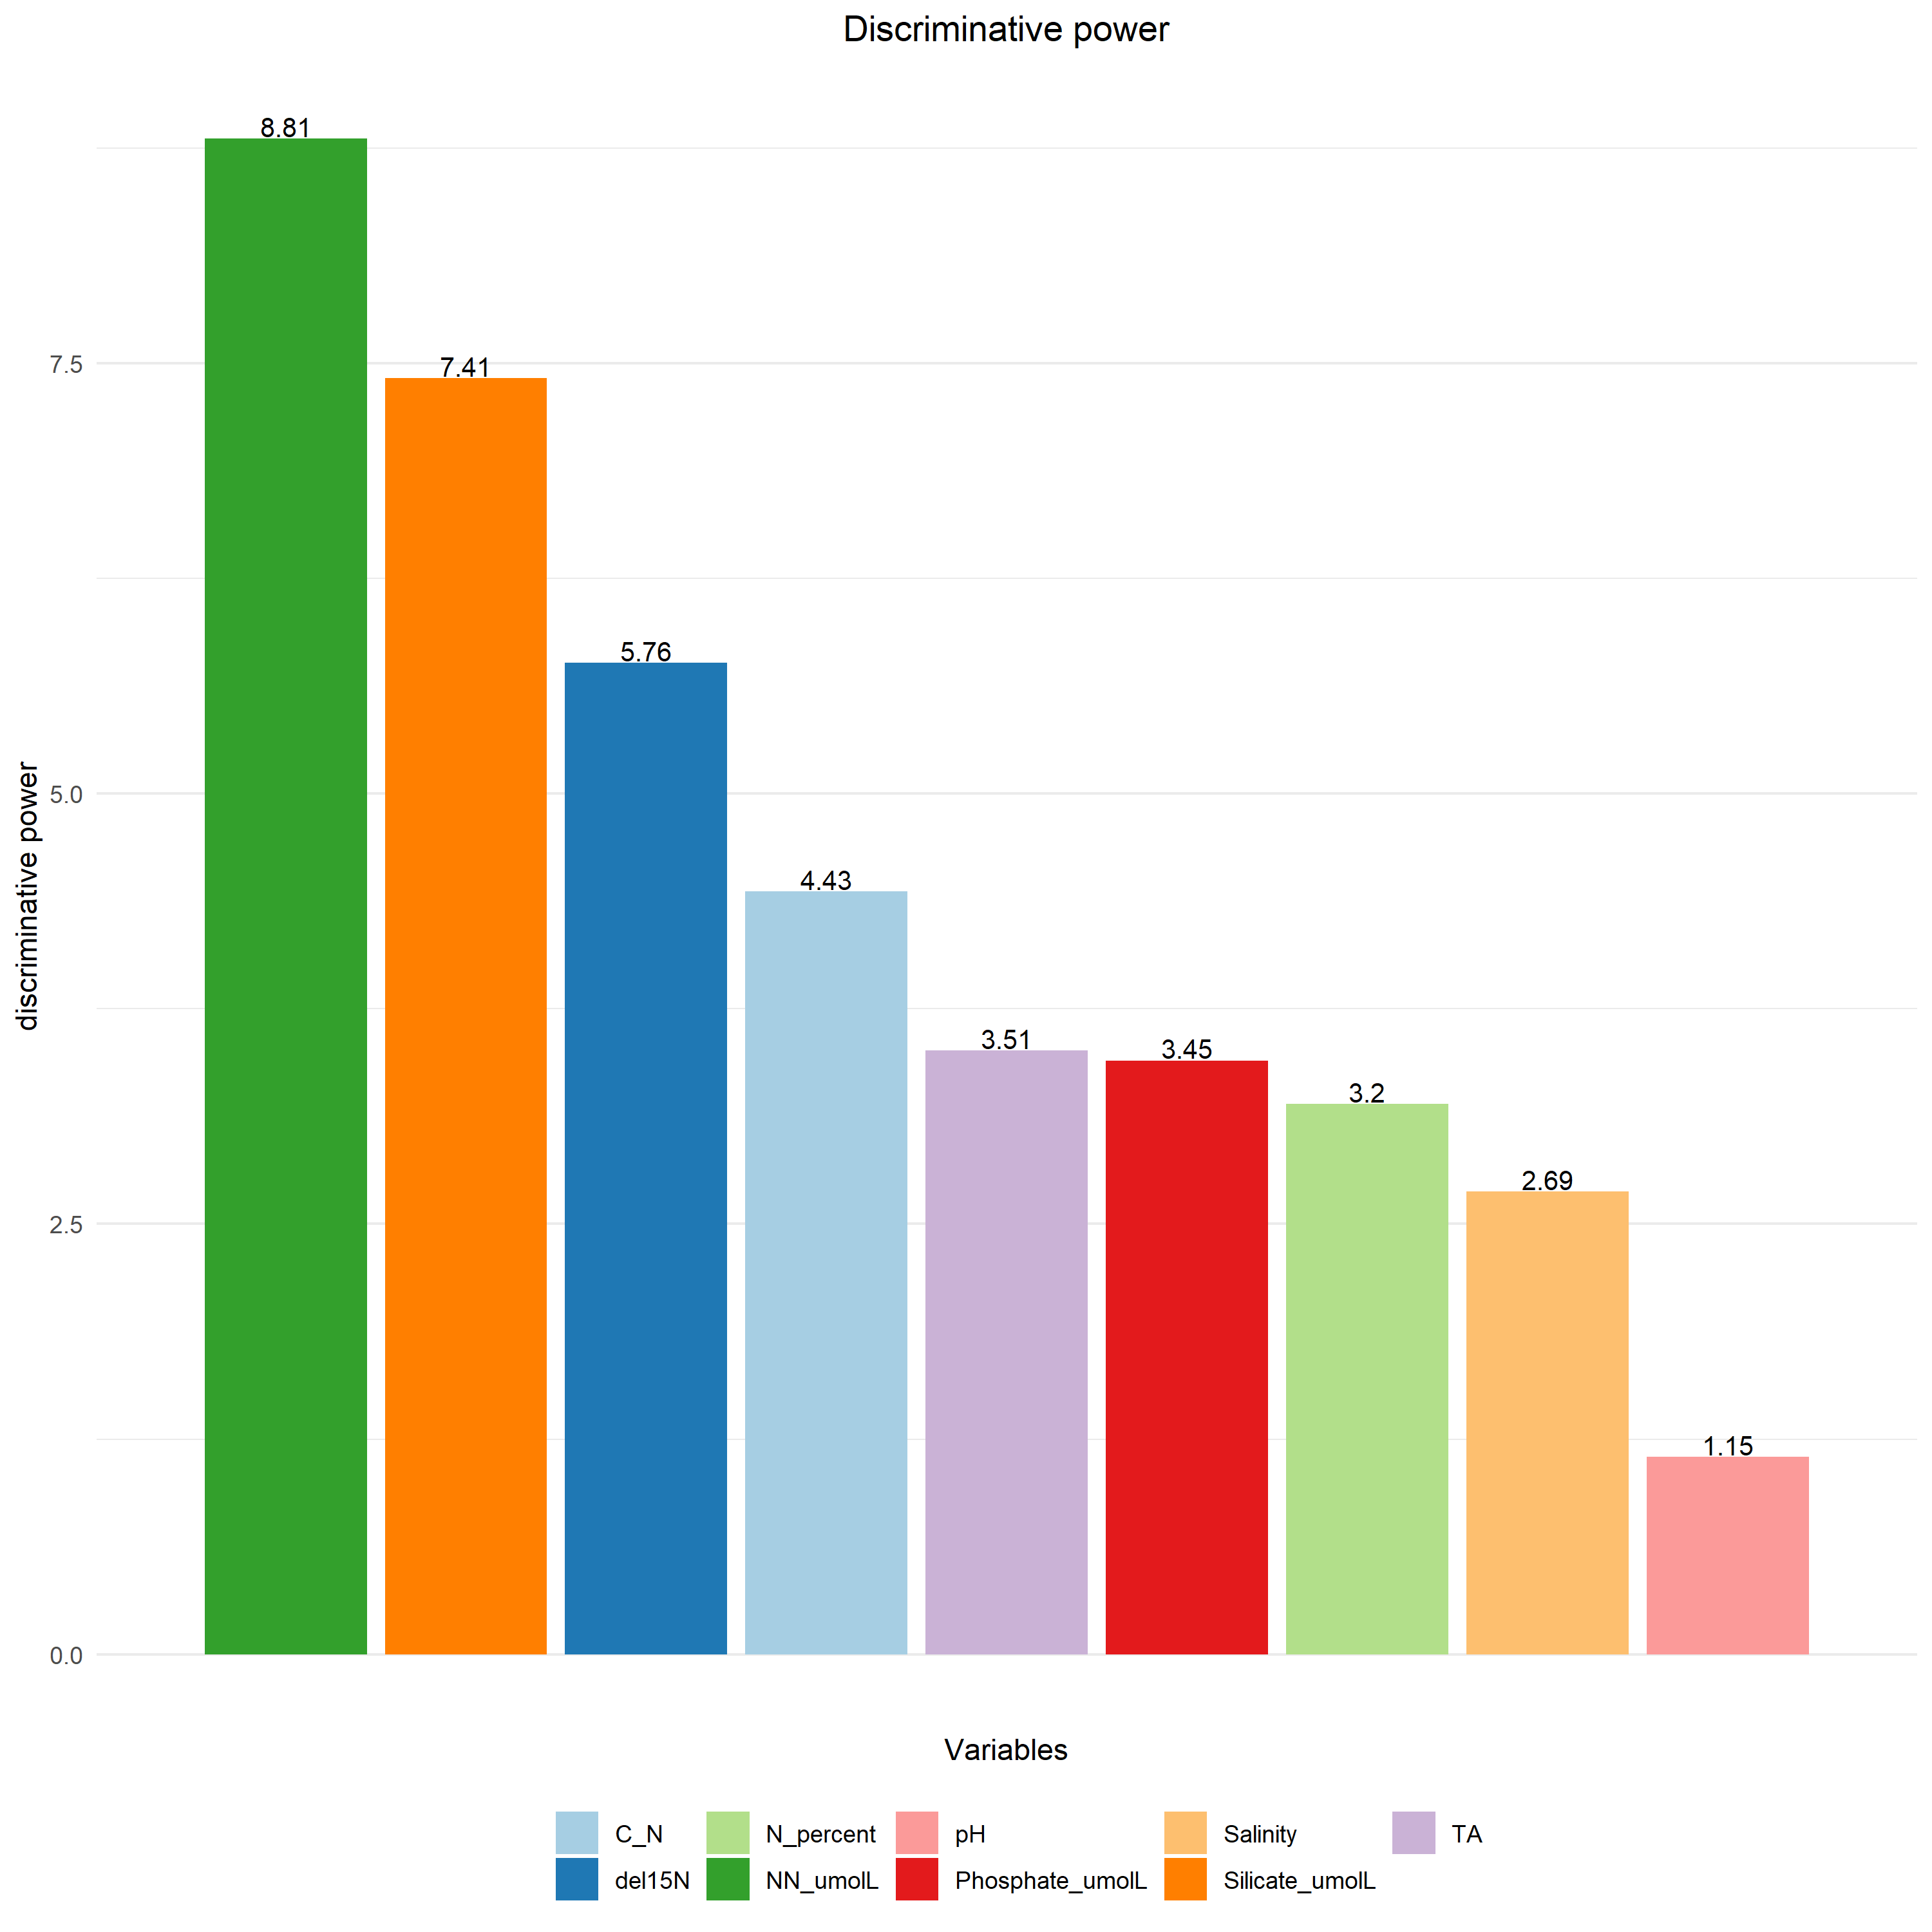 Discriminative power
8.81
7.41
5.76
4.43
3.51
3.45
3.2
2.69
1.15
7.5
5.0
2.5
0.0
discriminative power
Variables
C_N N_percent pH Salinity TA
del15N NN_umolL Phosphate_umolL Silicate_umolL